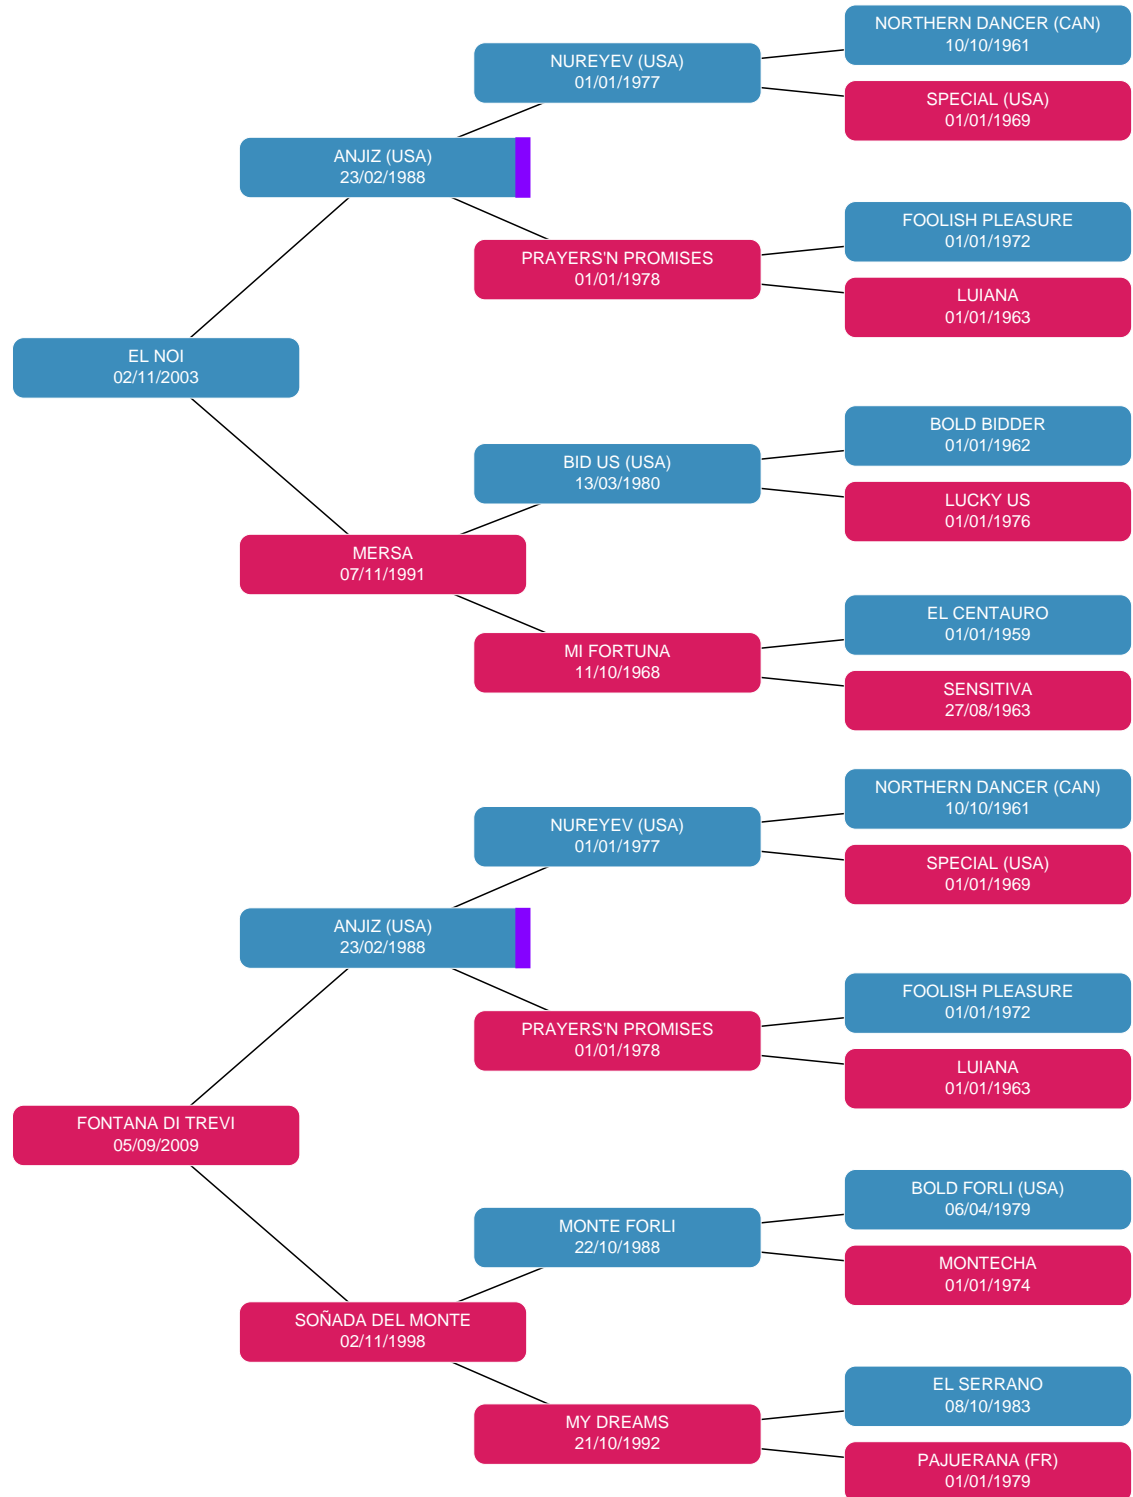 NORTHERN DANCER (CAN)
10/10/1961
NUREYEV (USA)
01/01/1977
SPECIAL (USA)
01/01/1969
ANJIZ (USA)
23/02/1988
FOOLISH PLEASURE
01/01/1972
PRAYERS'N PROMISES
01/01/1978
LUIANA
01/01/1963
EL NOI
02/11/2003
BOLD BIDDER
01/01/1962
BID US (USA)
13/03/1980
LUCKY US
01/01/1976
MERSA
07/11/1991
EL CENTAURO
01/01/1959
MI FORTUNA
11/10/1968
SENSITIVA
27/08/1963
NORTHERN DANCER (CAN)
10/10/1961
NUREYEV (USA)
01/01/1977
SPECIAL (USA)
01/01/1969
ANJIZ (USA)
23/02/1988
FOOLISH PLEASURE
01/01/1972
PRAYERS'N PROMISES
01/01/1978
LUIANA
01/01/1963
FONTANA DI TREVI
05/09/2009
BOLD FORLI (USA)
06/04/1979
MONTE FORLI
22/10/1988
MONTECHA
01/01/1974
SOÑADA DEL MONTE
02/11/1998
EL SERRANO
08/10/1983
MY DREAMS
21/10/1992
PAJUERANA (FR)
01/01/1979